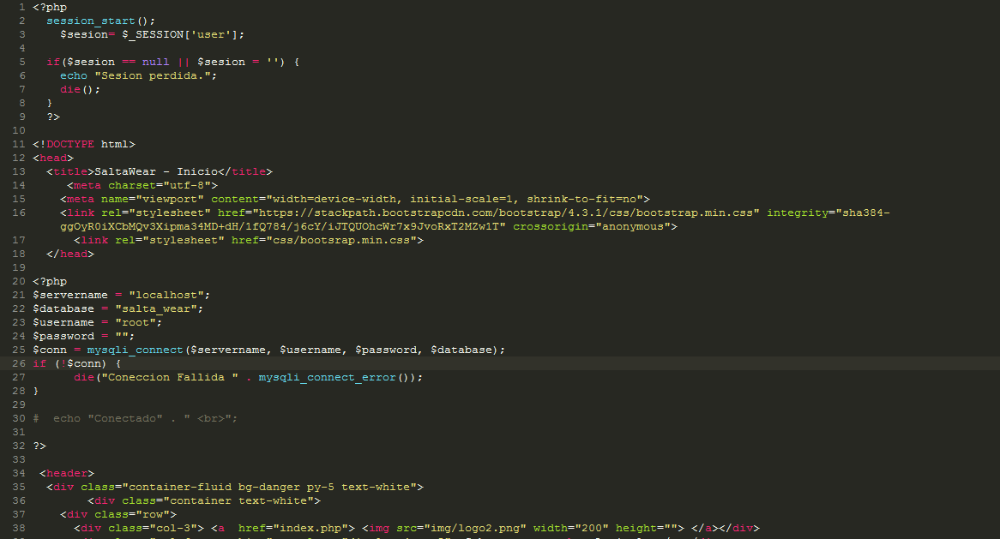 1 <?php
2 session_start();
3 $sesion= $_SESSION['user'];
4
5 if($sesion == null || $sesion = '') {
6 echo "Sesion perdida.";
7 die();
8 }
9 ?>
10
11 <!DOCTYPE html>
12 <head>
13 <title>SaltaWear - Inicio</title>
14 <meta charset="utf-8">
15 <meta name="viewport" content="width=device-width, initial-scale=1, shrink-to-fit=no">
16 <link rel="stylesheet" href="https://stackpath.bootstrapcdn.com/bootstrap/4.3.1/css/bootstrap.min.css" integrity="sha384-
ggOyR0iXCbMQv3Xipma34MD+dH/1fQ784/j6cY/iJTQUOhcWr7x9JvoRxT2MZw1T" crossorigin="anonymous">
17 <link rel="stylesheet" href="css/bootsrap.min.css">
18 </head>
19
20 <?php
21 $servername = "localhost";
22 $database = "salta_wear";
23 $username = "root";
24 $password = "";
25 $conn = mysqli_connect($servername, $username, $password, $database);
26 if (!$conn) {
27 die("Coneccion Fallida " . mysqli_connect_error());
28 }
29
30 # echo "Conectado" . " <br>";
31
32 ?>
33
34 <header>
35 <div class="container-fluid bg-danger py-5 text-white">
36 <div class="container text-white">
37 <div class="row">
38 <div class="col-3"> <a href="index.php"> <img src="img/logo2.png" width="200" height=""> </a></div>